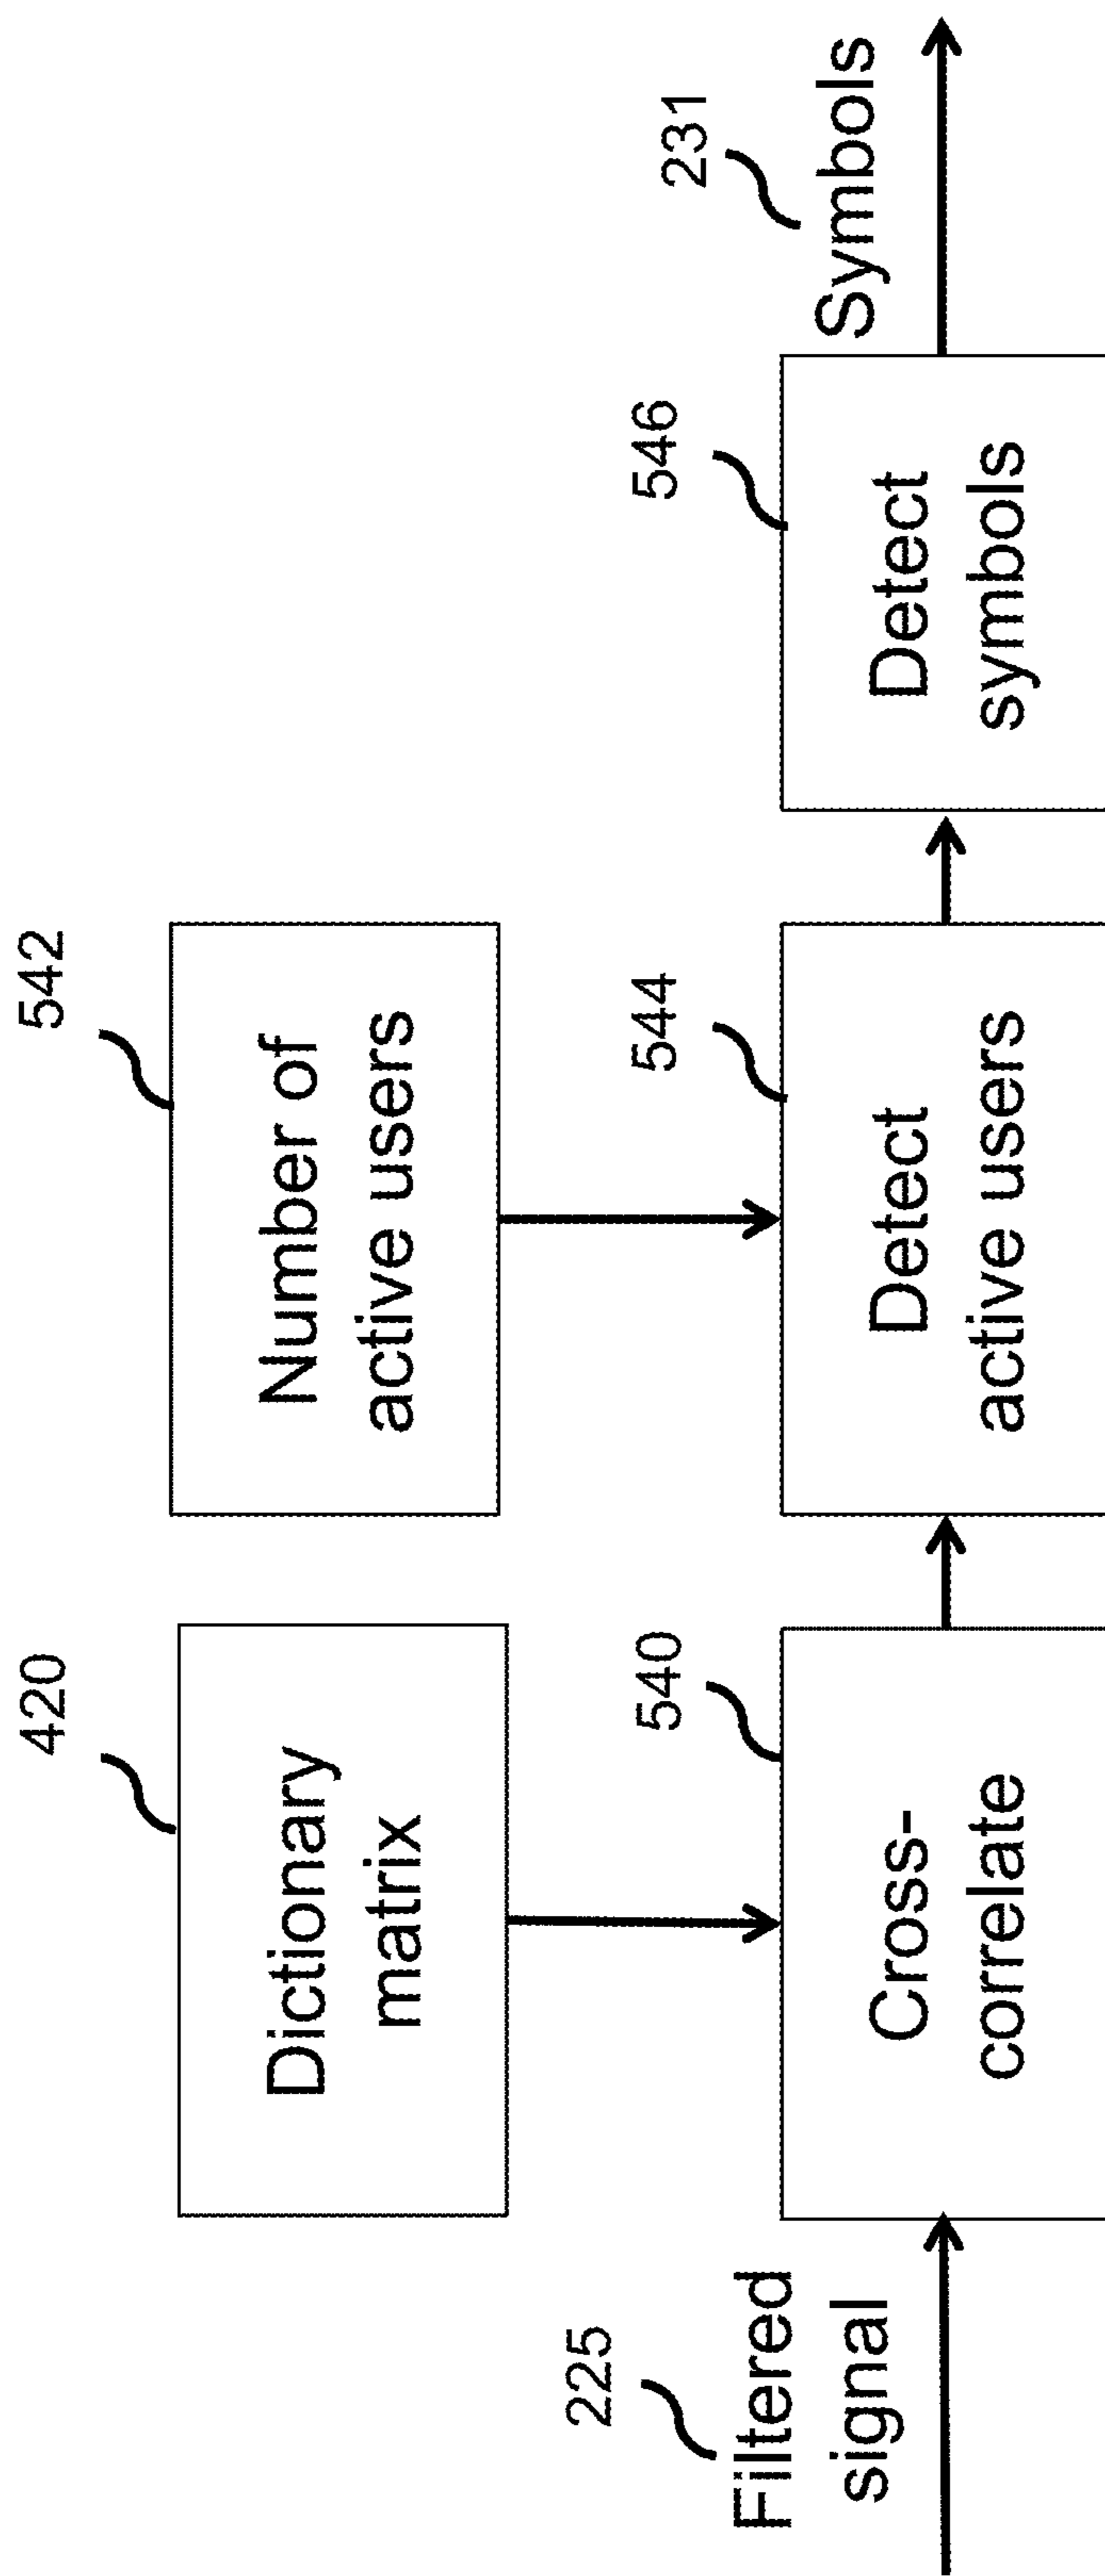 420
Dictionary
matrix
542
Number of
active users
225
Filtered
signal
540
Cross-
correlate
544
Detect
active users
546
Detect
symbols
231
Symbols